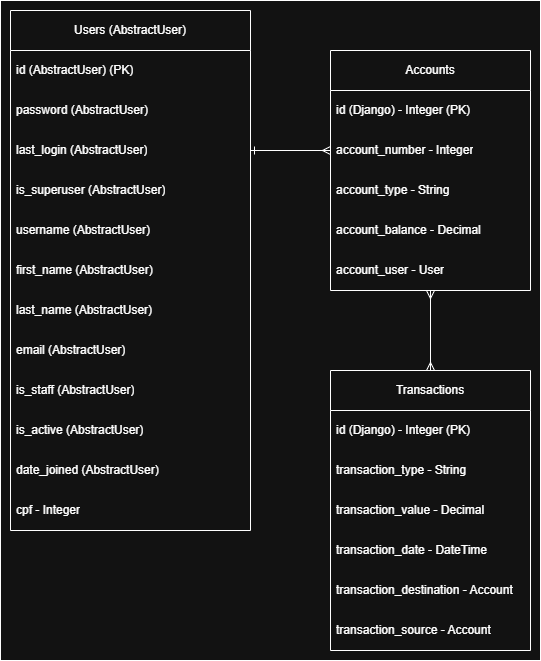 Users (AbstractUser)
id (AbstractUser) (PK)
password (AbstractUser)
last_login (AbstractUser)
is_superuser (AbstractUser)
username (AbstractUser)
first_name (AbstractUser)
last_name (AbstractUser)
email (AbstractUser)
is_staff (AbstractUser)
is_active (AbstractUser)
date_joined (AbstractUser)
cpf - Integer
Accounts
id (Django) - Integer (PK)
account_number - Integer
account_type - String
account_balance - Decimal
account_user - User
Transactions
id (Django) - Integer (PK)
transaction_type - String
transaction_value - Decimal
transaction_date - DateTime
transaction_destination - Account
transaction_source - Account